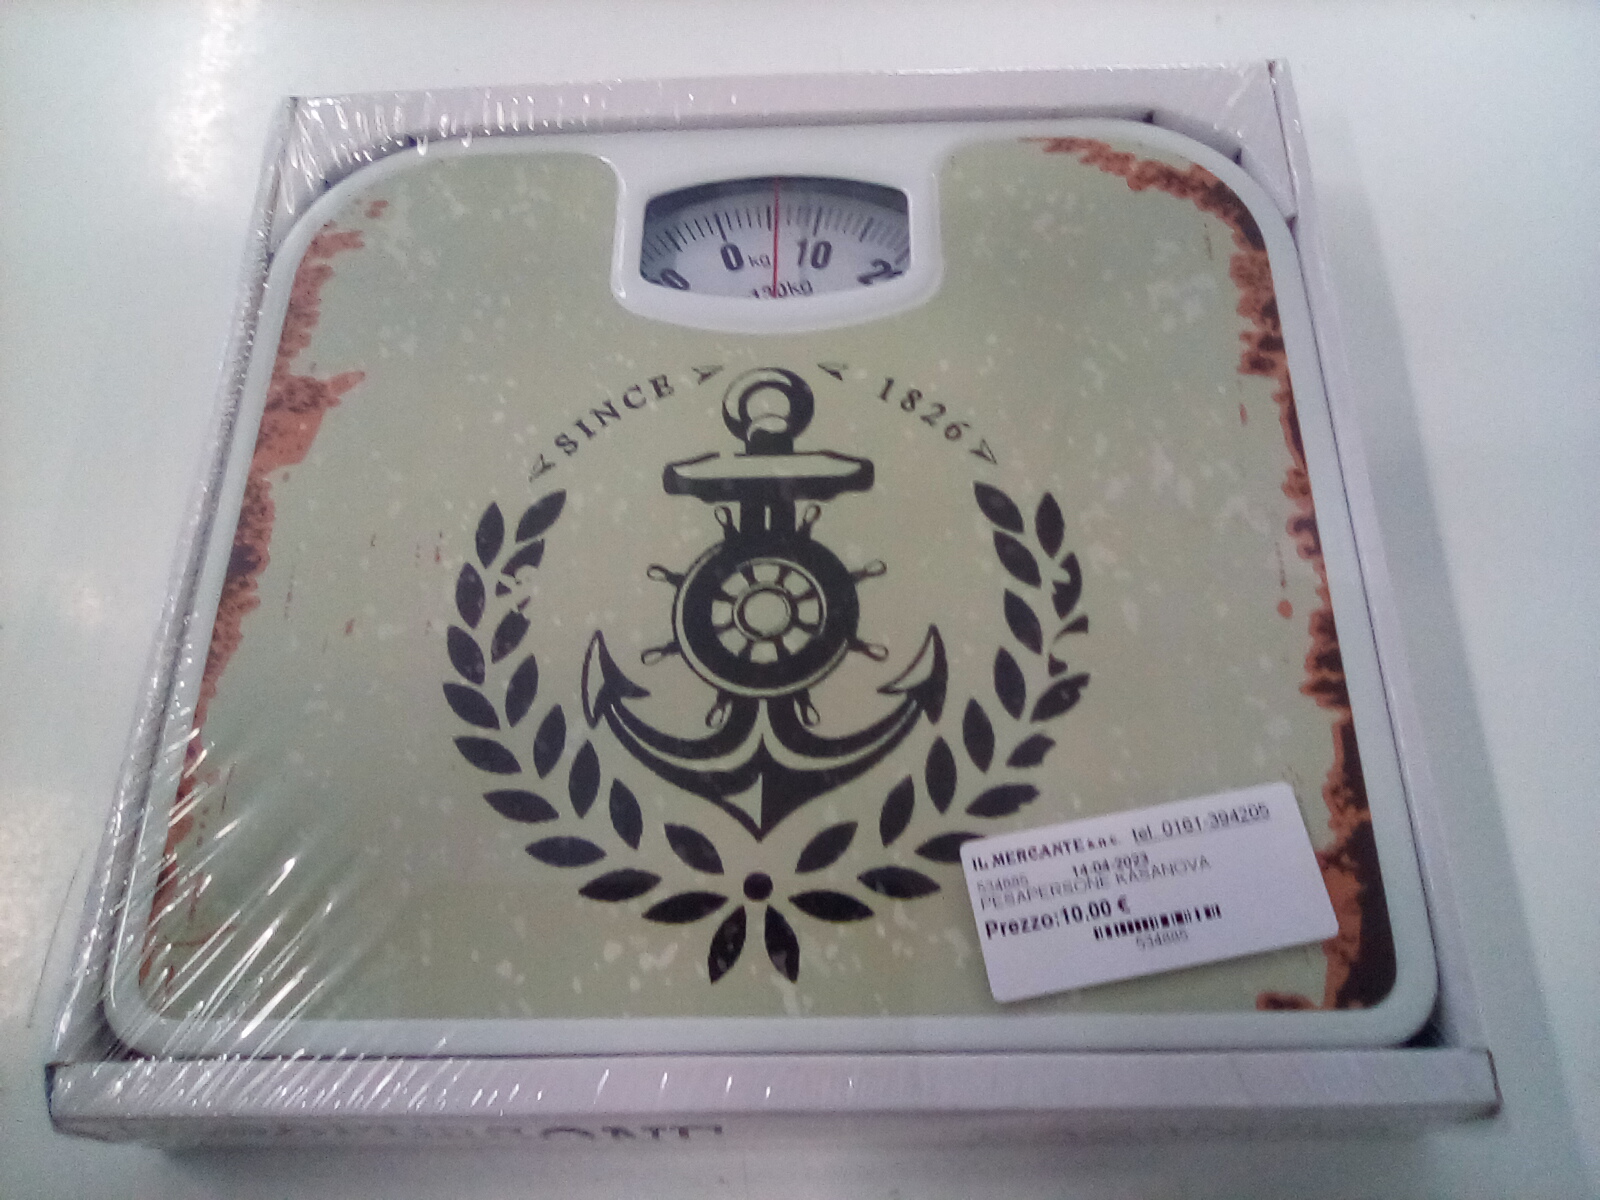 0 kg 10
130kg
SINCE 1826
IL MERCANTE s.n.c. tel. 0161-394205
534885 14-04-2023
PESAPERSONE KASANOVA
Prezzo:10,00 €
534885